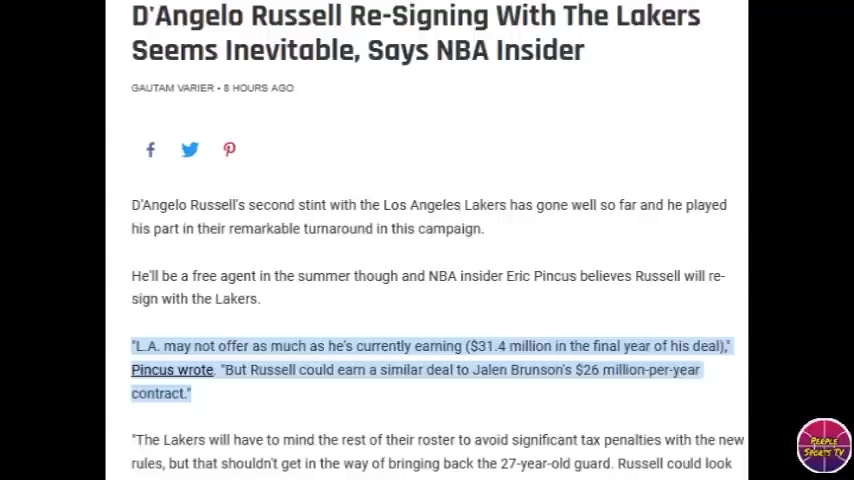 D'Angelo Russell Re-Signing With The Lakers
Seems Inevitable, Says NBA Insider
GAUTAM VARIER • 8 HOURS AGO
D'Angelo Russell's second stint with the Los Angeles Lakers has gone well so far and he played
his part in their remarkable turnaround in this campaign.
He'll be a free agent in the summer though and NBA insider Eric Pincus believes Russell will re-
sign with the Lakers.
"L.A. may not offer as much as he's currently earning ($31.4 million in the final year of his deal),"
Pincus wrote. "But Russell could earn a similar deal to Jalen Brunson's $26 million-per-year
contract."
"The Lakers will have to mind the rest of their roster to avoid significant tax penalties with the new
rules, but that shouldn't get in the way of bringing back the 27-year-old guard. Russell could look
PURPLE
SPORTS TV